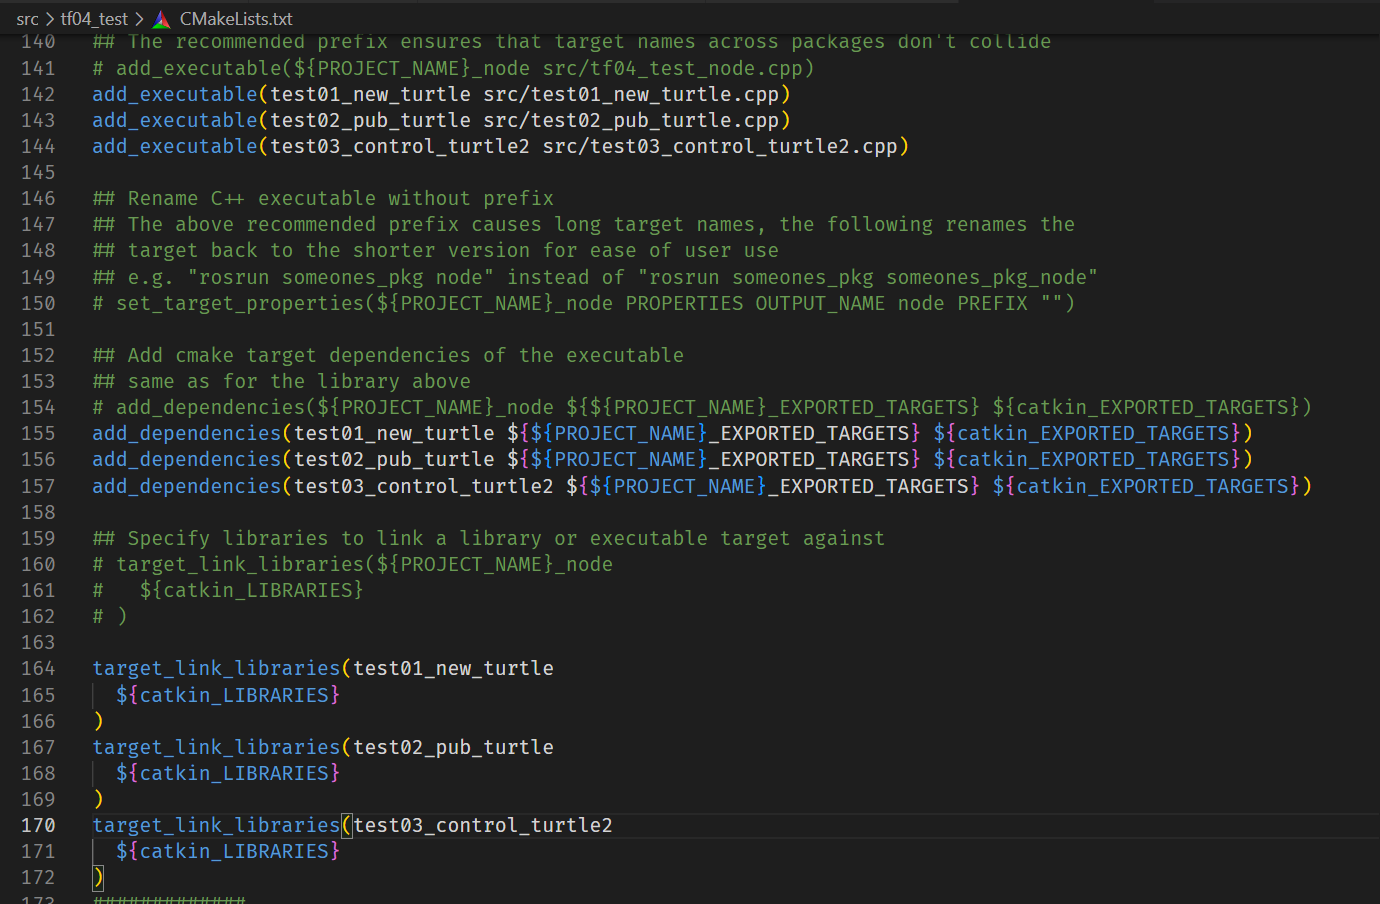 src > tf04_test > CMakeLists.txt
140 ## The recommended prefix ensures that target names across packages don't collide
141 # add_executable(${PROJECT_NAME}_node src/tf04_test_node.cpp)
142 add_executable(test01_new_turtle src/test01_new_turtle.cpp)
143 add_executable(test02_pub_turtle src/test02_pub_turtle.cpp)
144 add_executable(test03_control_turtle2 src/test03_control_turtle2.cpp)
145
146 ## Rename C++ executable without prefix
147 ## The above recommended prefix causes long target names, the following renames the
148 ## target back to the shorter version for ease of user use
149 ## e.g. "rosrun someones_pkg node" instead of "rosrun someones_pkg someones_pkg_node"
150 # set_target_properties(${PROJECT_NAME}_node PROPERTIES OUTPUT_NAME node PREFIX "")
151
152 ## Add cmake target dependencies of the executable
153 ## same as for the library above
154 # add_dependencies(${PROJECT_NAME}_node ${${PROJECT_NAME}_EXPORTED_TARGETS} ${catkin_EXPORTED_TARGETS})
155 add_dependencies(test01_new_turtle ${${PROJECT_NAME}_EXPORTED_TARGETS} ${catkin_EXPORTED_TARGETS})
156 add_dependencies(test02_pub_turtle ${${PROJECT_NAME}_EXPORTED_TARGETS} ${catkin_EXPORTED_TARGETS})
157 add_dependencies(test03_control_turtle2 ${${PROJECT_NAME}_EXPORTED_TARGETS} ${catkin_EXPORTED_TARGETS})
158
159 ## Specify libraries to link a library or executable target against
160 # target_link_libraries(${PROJECT_NAME}_node
161 #   ${catkin_LIBRARIES}
162 # )
163
164 target_link_libraries(test01_new_turtle
165   ${catkin_LIBRARIES}
166 )
167 target_link_libraries(test02_pub_turtle
168   ${catkin_LIBRARIES}
169 )
170 target_link_libraries(test03_control_turtle2
171   ${catkin_LIBRARIES}
172 )
173 #############